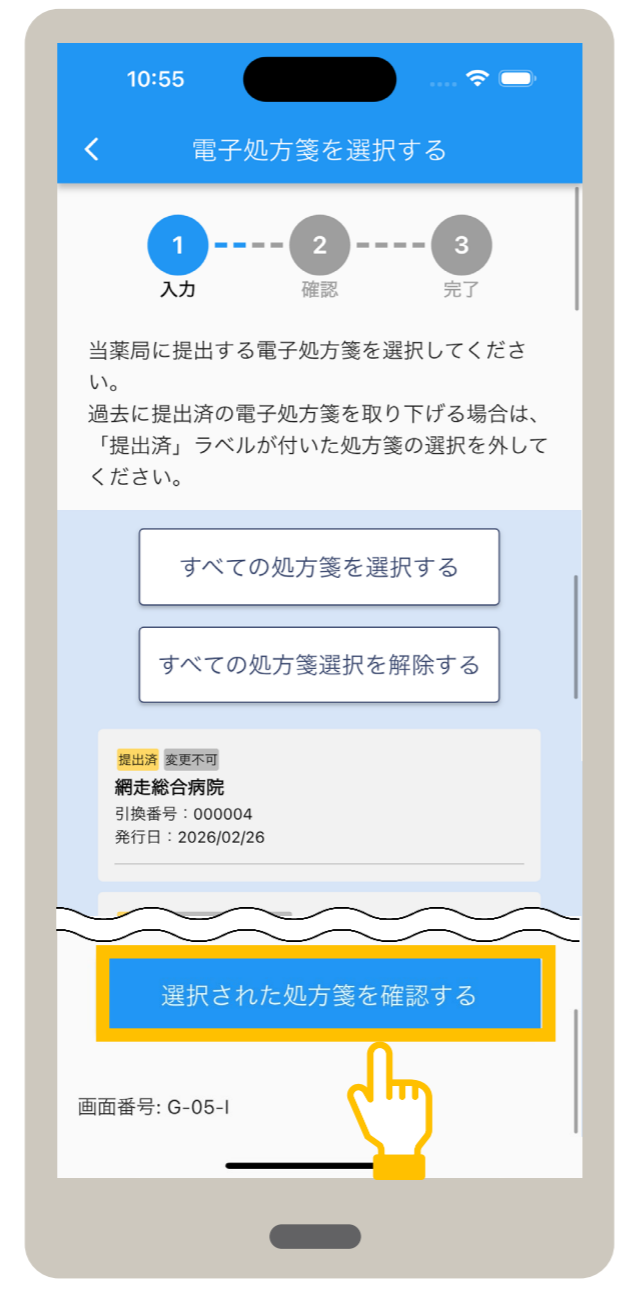 10:55
電子処方箋を選択する
1
2
3
入力
確認
完了
当薬局に提出する電子処方箋を選択してくださ
い。
過去に提出済の電子処方箋を取り下げる場合は、
「提出済」ラベルが付いた処方箋の選択を外して
ください。
すべての処方箋を選択する
すべての処方箋選択を解除する
提出済 変更不可
網走総合病院
引換番号：000004
発行日：2026/02/26
選択された処方箋を確認する
画面番号: G-05-I